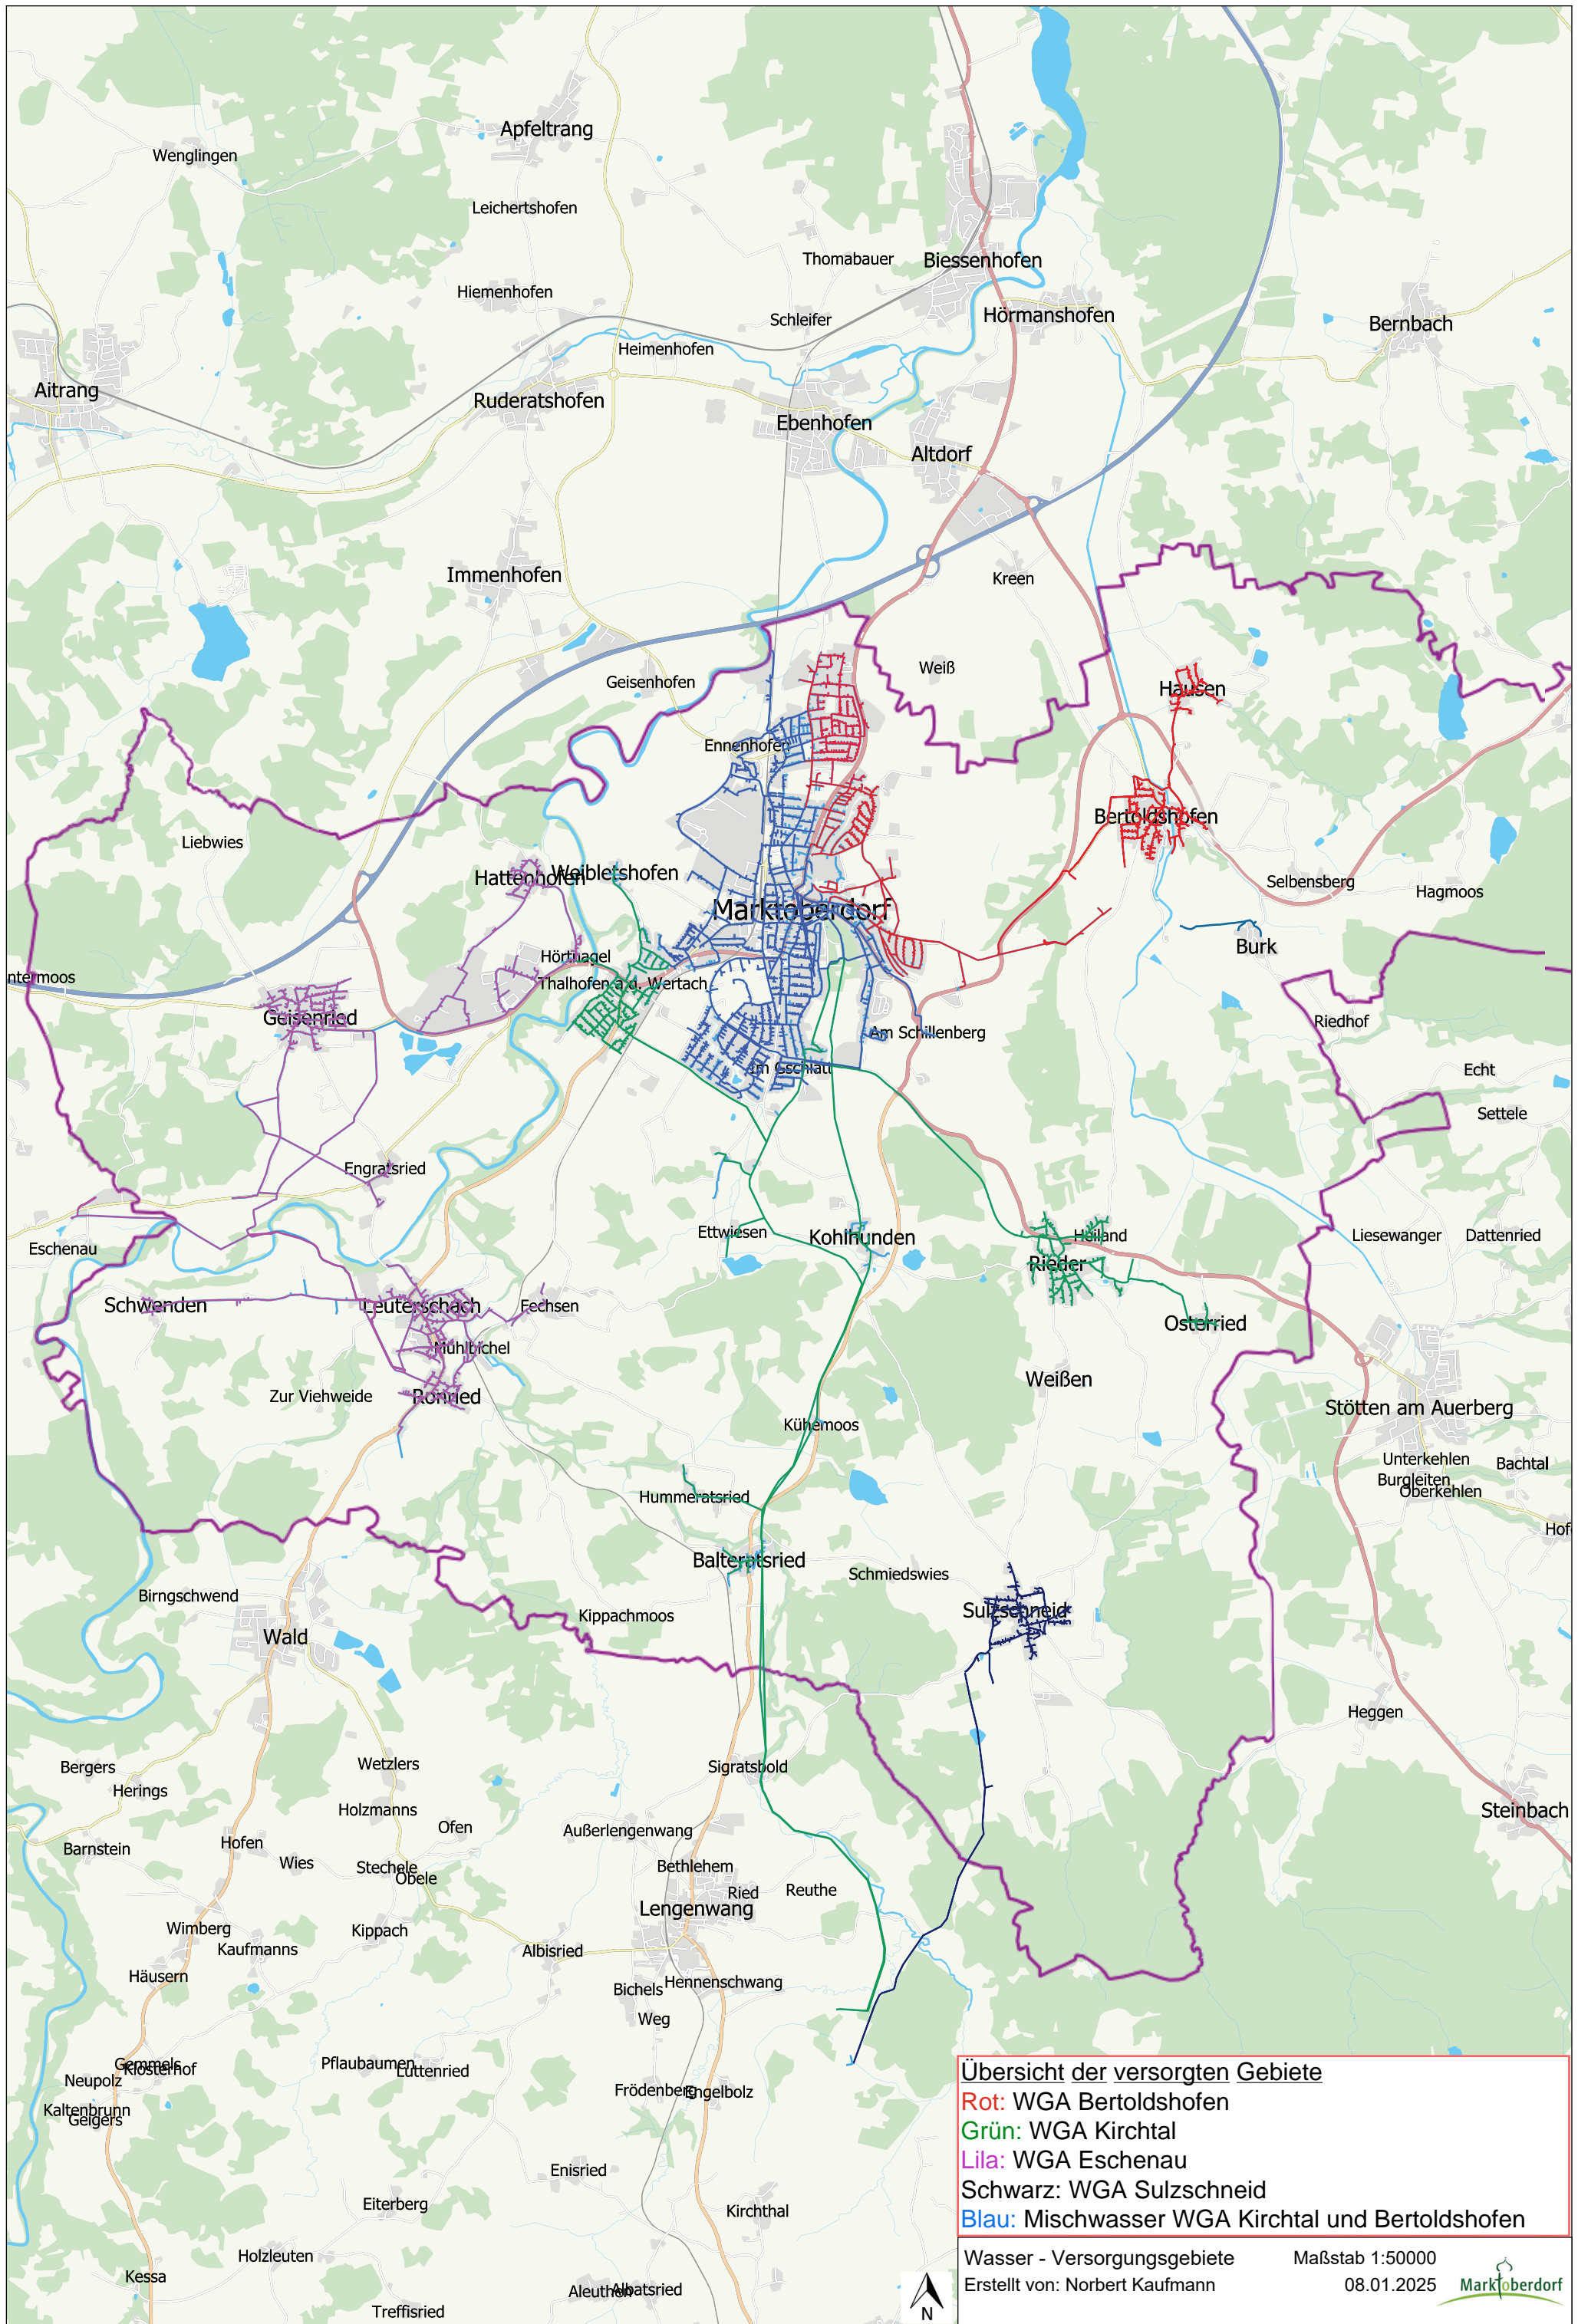 Apfeltrang
Wenglingen
Leichertshofen
Thomabauer
Biessenhofen
Hiemenhofen
Schleifer
Hörmanshofen
Bernbach
Heimenhofen
Aitrang
Ruderatshofen
Ebenhofen
Altdorf
Immenhofen
Kreen
Weiß
Geisenhofen
Hausen
Ennenhofen
Bertoldshofen
Liebwies
Hattenhofen
Weibletshofen
Selbensberg
Hagmoos
Marktoberdorf
Burk
Hörtnagel
ntermoos
Thalhofen a.d. Wertach
Geisenried
Riedhof
Am Schillenberg
Im Gschlatt
Echt
Settele
Engratsried
Ettwiesen
Kohlhunden
Heiland
Liesewanger
Dattenried
Eschenau
Rieder
Schwenden
Leuterschach
Fechsen
Osterried
Mühlbichel
Weißen
Zur Viehweide
Ronried
Stötten am Auerberg
Kühemoos
Unterkehlen
Bachtal
Burgleiten
Oberkehlen
Hummeratsried
Hof
Balteratsried
Schmiedswies
Birngschwend
Kippachmoos
Sulzschneid
Wald
Heggen
Bergers
Wetzlers
Sigratsbold
Herings
Holzmanns
Steinbach
Ofen
Außerlengenwang
Barnstein
Hofen
Wies
Stechele
Obele
Bethlehem
Ried
Reuthe
Lengenwang
Wimberg
Kippach
Kaufmanns
Albisried
Häusern
Bichels
Hennenschwang
Weg
Gemmels
Klosterhof
Neupolz
Pflaubaumen
Luttenried
Frödenberg
Engelbolz
Kaltenbrunn
Geigers
Enisried
Eiterberg
Kirchthal
Holzleuten
Kessa
Aleuthen
Albatsried
Treffisried
N
Übersicht der versorgten Gebiete
Rot: WGA Bertoldshofen
Grün: WGA Kirchtal
Lila: WGA Eschenau
Schwarz: WGA Sulzschneid
Blau: Mischwasser WGA Kirchtal und Bertoldshofen
Wasser - Versorgungsgebiete Maßstab 1:50000
Erstellt von: Norbert Kaufmann 08.01.2025
Marktoberdorf